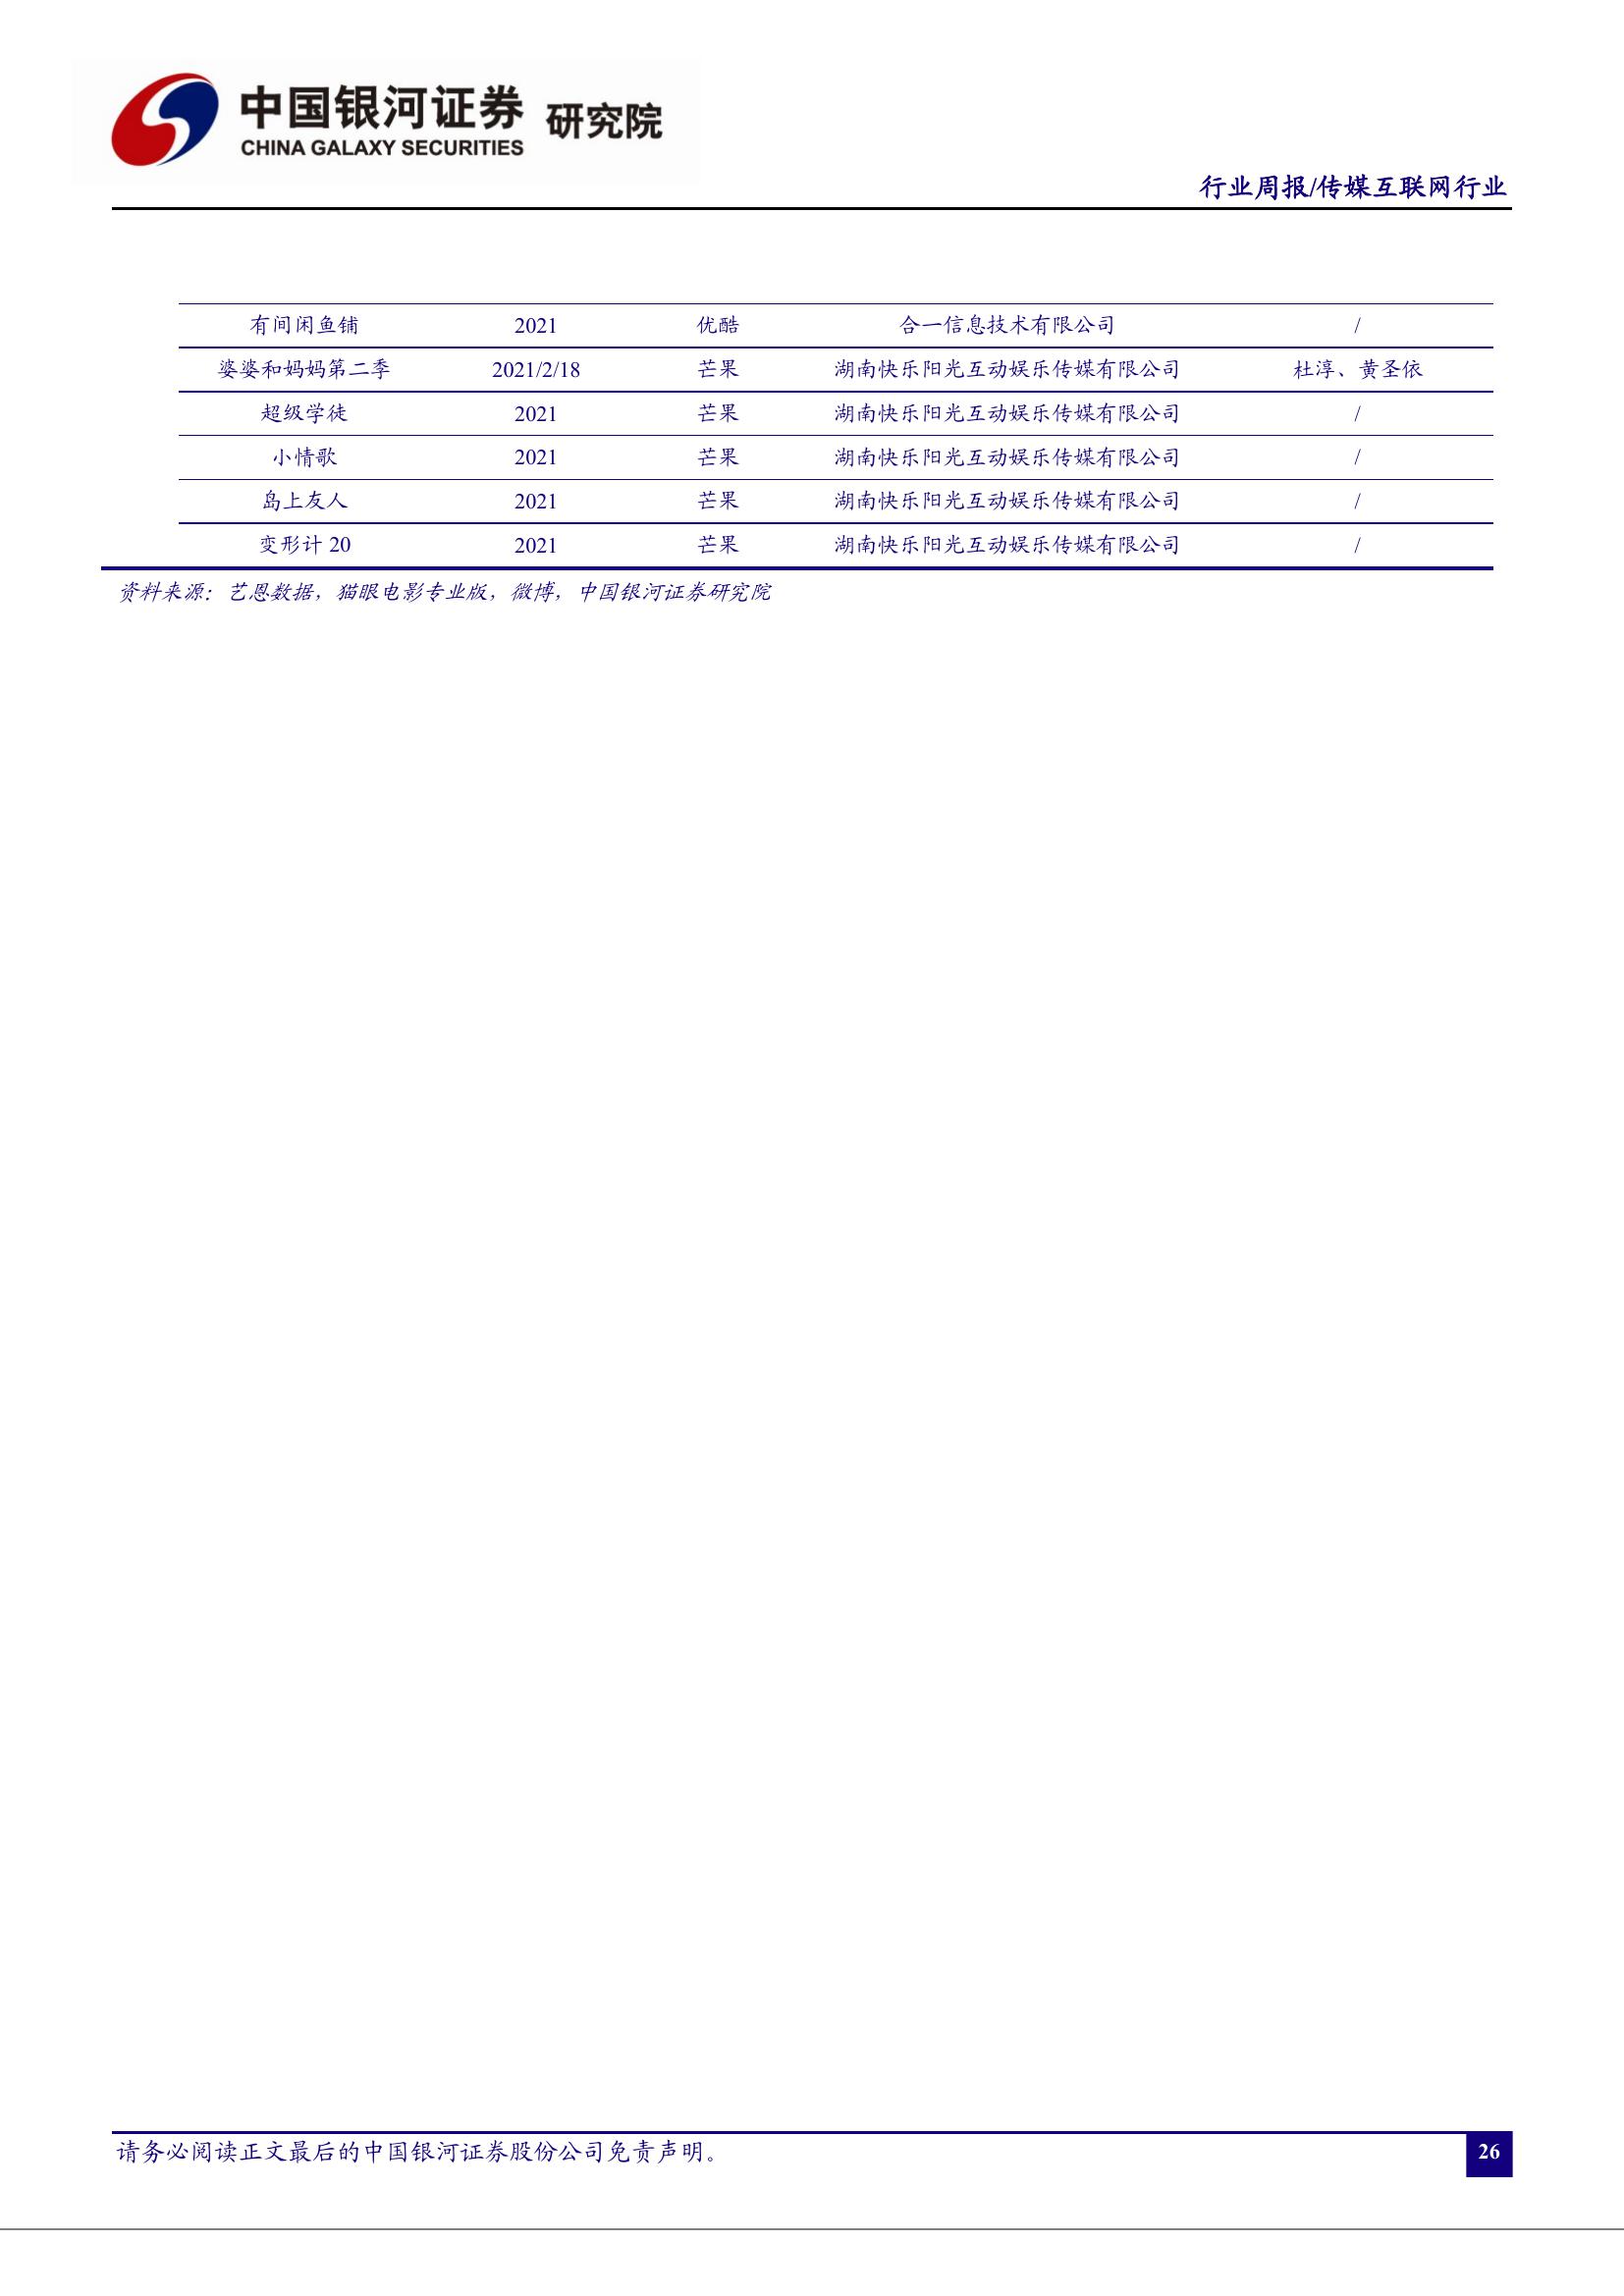 中国银河证券 研究院
CHINA GALAXY SECURITIES
行业周报/传媒互联网行业
有间闲鱼铺 2021 优酷 合一信息技术有限公司 /
婆婆和妈妈第二季 2021/2/18 芒果 湖南快乐阳光互动娱乐传媒有限公司 杜淳、黄圣依
超级学徒 2021 芒果 湖南快乐阳光互动娱乐传媒有限公司 /
小情歌 2021 芒果 湖南快乐阳光互动娱乐传媒有限公司 /
岛上友人 2021 芒果 湖南快乐阳光互动娱乐传媒有限公司 /
变形计 20 2021 芒果 湖南快乐阳光互动娱乐传媒有限公司 /
资料来源：艺恩数据，猫眼电影专业版，微博，中国银河证券研究院
请务必阅读正文最后的中国银河证券股份公司免责声明。
26